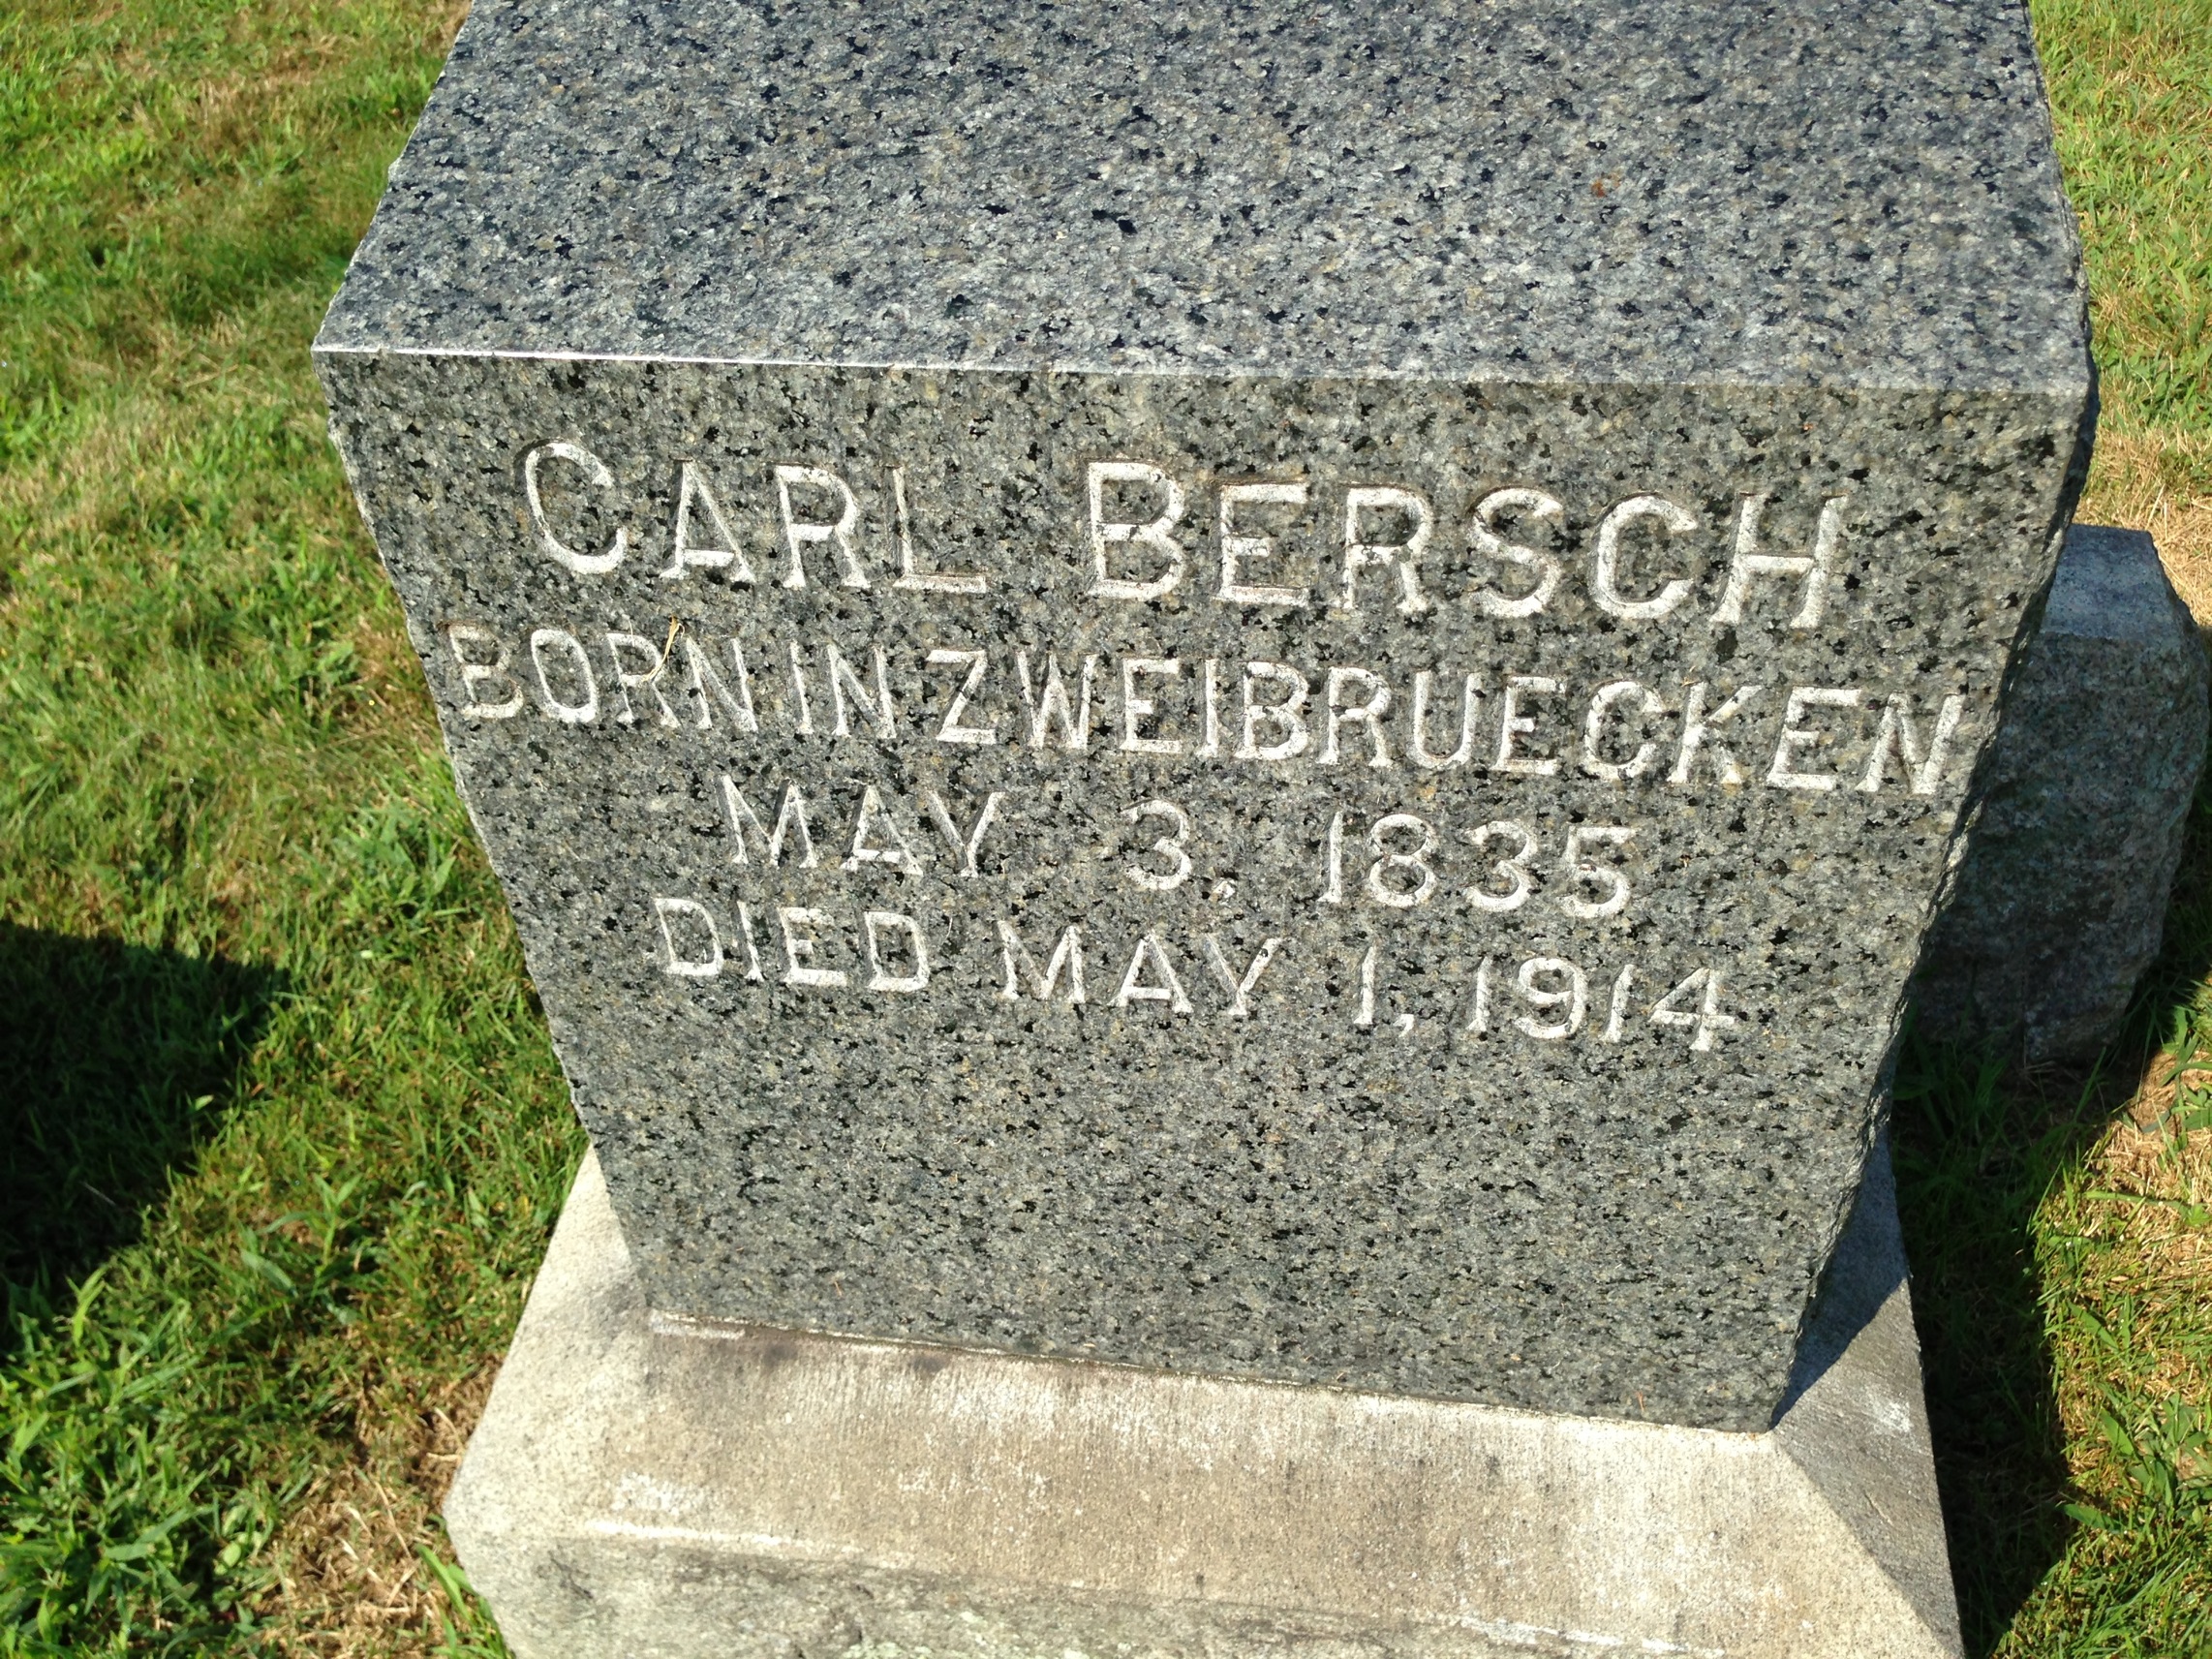 CARL BERSCH
BORN IN ZWEIBRUECKEN
MAY 3, 1835
DIED MAY 1, 1914